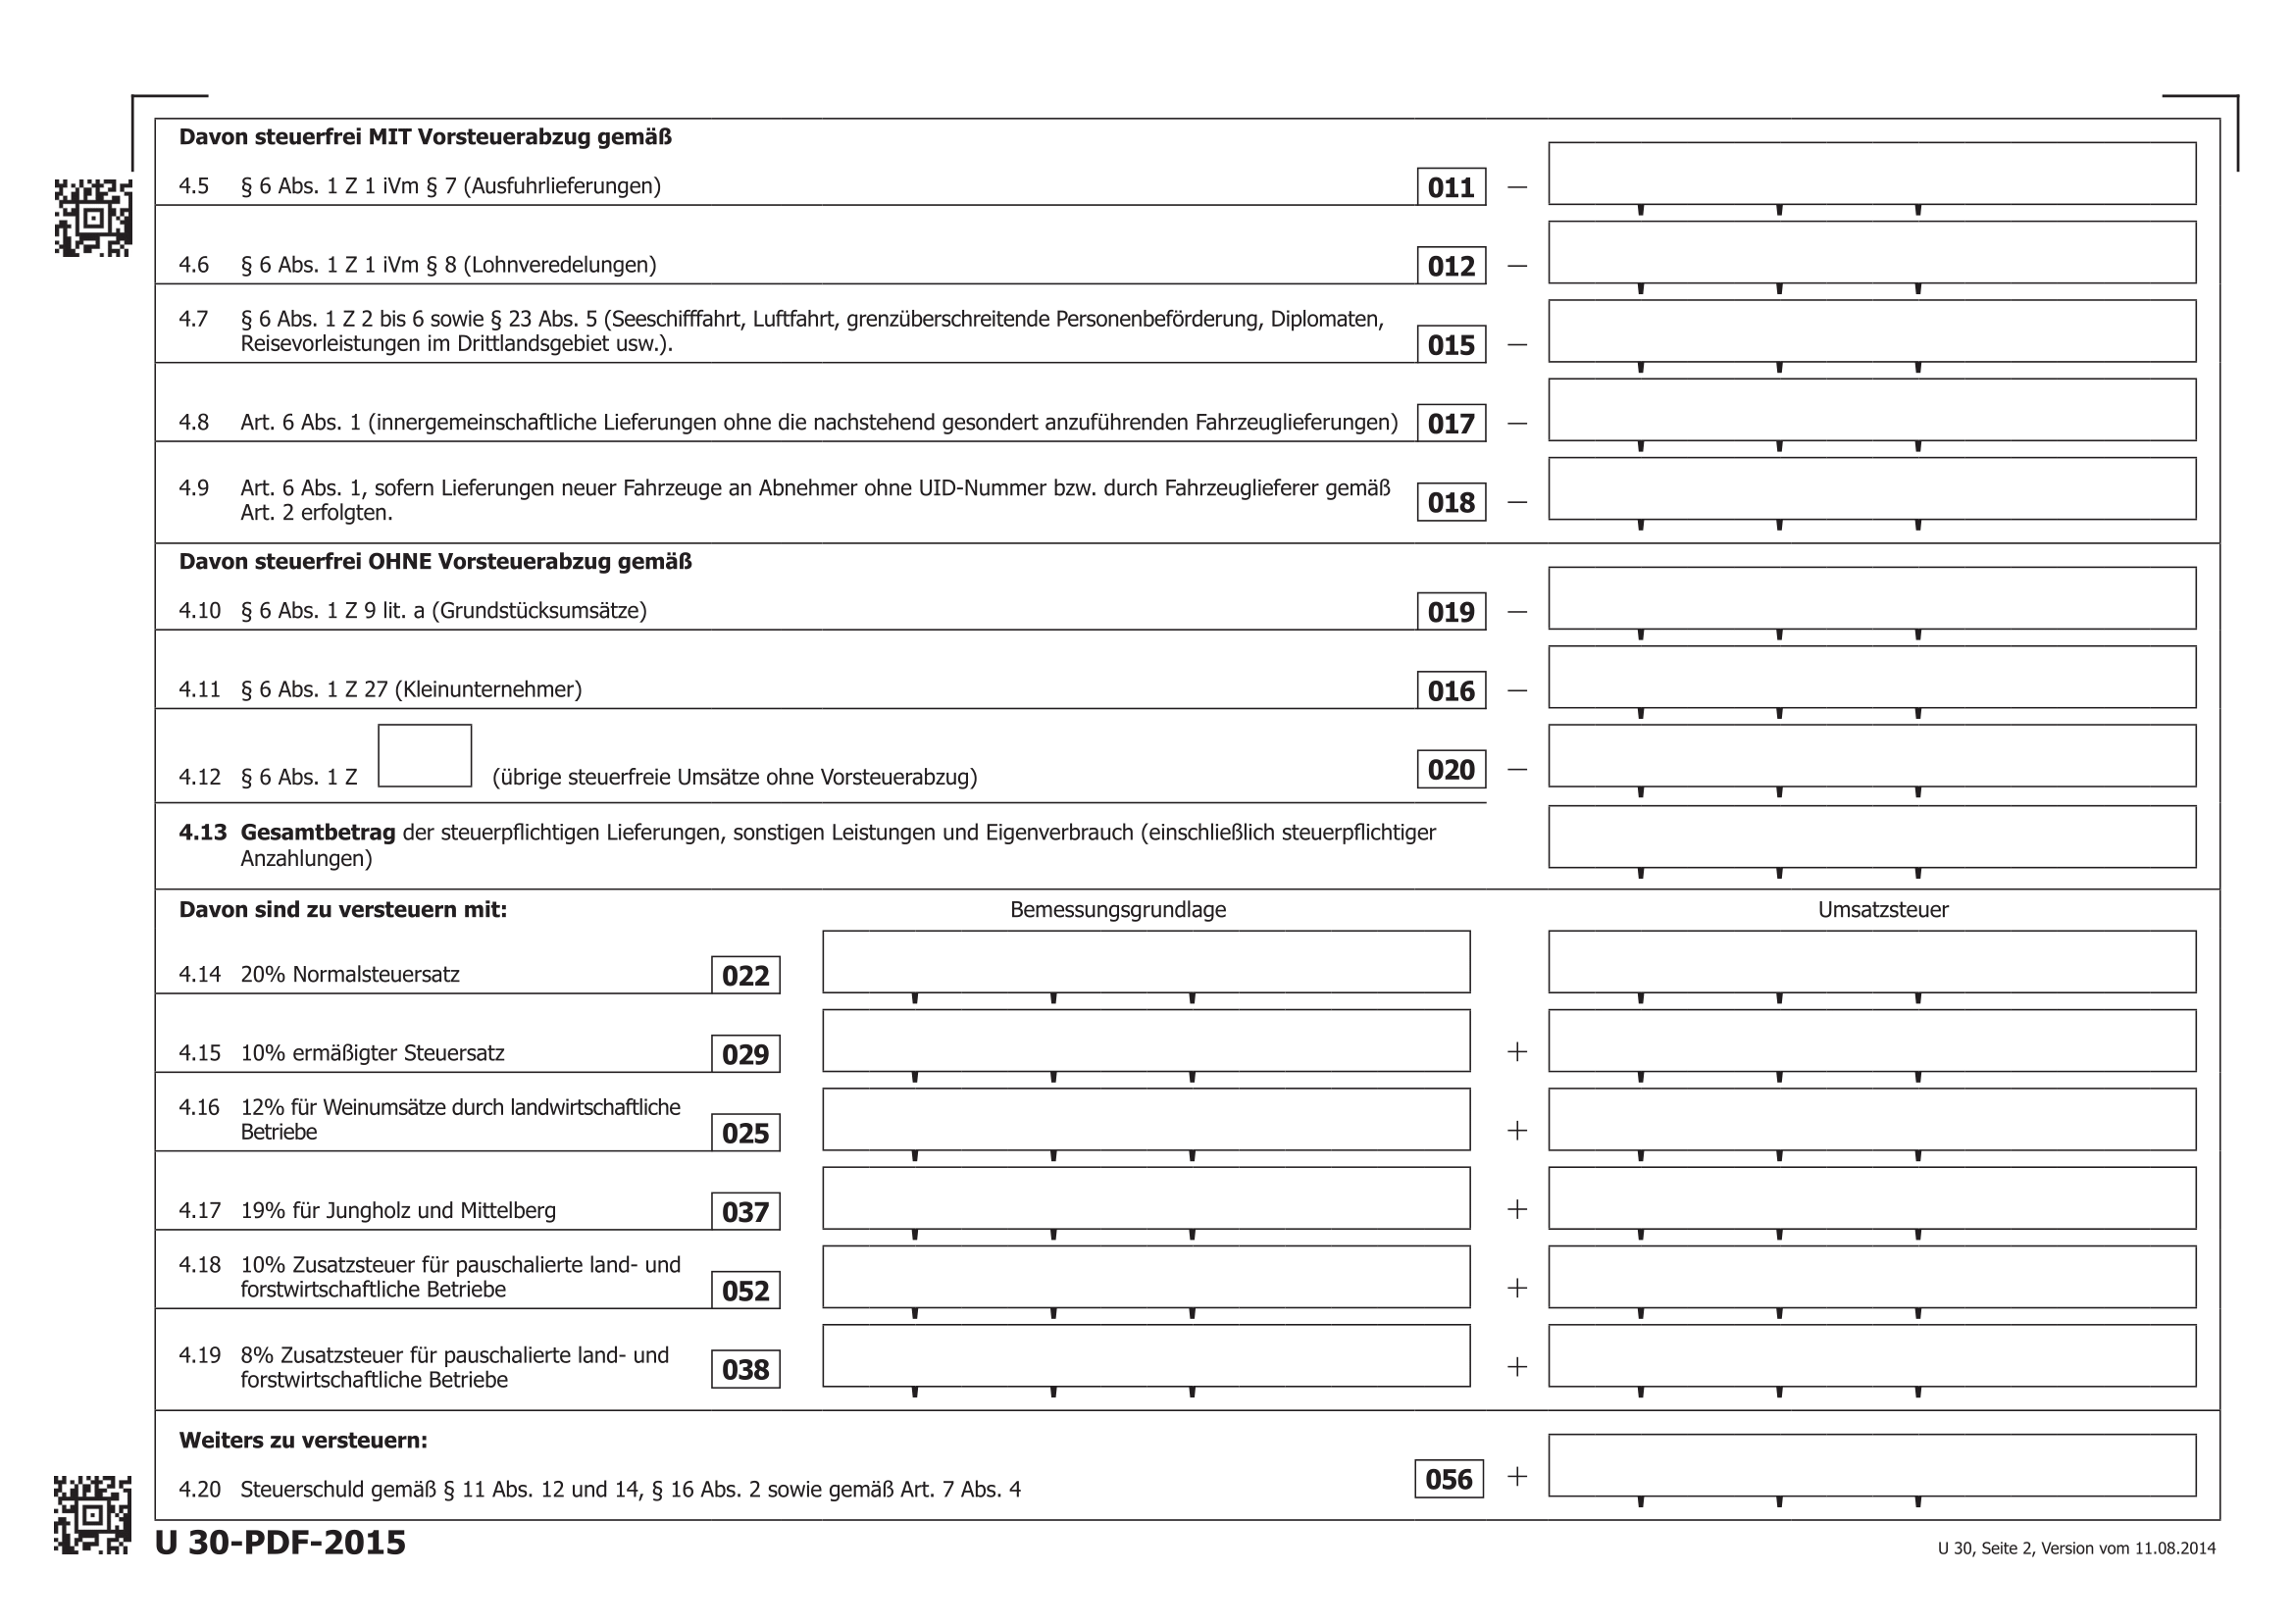 Davon steuerfrei MIT Vorsteuerabzug gemäß
4.5 § 6 Abs. 1 Z 1 iVm § 7 (Ausfuhrlieferungen) 011 –
4.6 § 6 Abs. 1 Z 1 iVm § 8 (Lohnveredelungen) 012 –
4.7 § 6 Abs. 1 Z 2 bis 6 sowie § 23 Abs. 5 (Seeschifffahrt, Luftfahrt, grenzüberschreitende Personenbeförderung, Diplomaten,
Reisevorleistungen im Drittlandsgebiet usw.). 015 –
4.8 Art. 6 Abs. 1 (innergemeinschaftliche Lieferungen ohne die nachstehend gesondert anzuführenden Fahrzeuglieferungen) 017 –
4.9 Art. 6 Abs. 1, sofern Lieferungen neuer Fahrzeuge an Abnehmer ohne UID-Nummer bzw. durch Fahrzeuglieferer gemäß
Art. 2 erfolgten. 018 –
Davon steuerfrei OHNE Vorsteuerabzug gemäß
4.10 § 6 Abs. 1 Z 9 lit. a (Grundstücksumsätze) 019 –
4.11 § 6 Abs. 1 Z 27 (Kleinunternehmer) 016 –
4.12 § 6 Abs. 1 Z (übrige steuerfreie Umsätze ohne Vorsteuerabzug) 020 –
4.13 Gesamtbetrag der steuerpflichtigen Lieferungen, sonstigen Leistungen und Eigenverbrauch (einschließlich steuerpflichtiger
Anzahlungen)
Davon sind zu versteuern mit: Bemessungsgrundlage Umsatzsteuer
4.14 20% Normalsteuersatz 022
4.15 10% ermäßigter Steuersatz 029 +
4.16 12% für Weinumsätze durch landwirtschaftliche
Betriebe 025 +
4.17 19% für Jungholz und Mittelberg 037 +
4.18 10% Zusatzsteuer für pauschalierte land- und
forstwirtschaftliche Betriebe 052 +
4.19 8% Zusatzsteuer für pauschalierte land- und
forstwirtschaftliche Betriebe 038 +
Weiters zu versteuern:
4.20 Steuerschuld gemäß § 11 Abs. 12 und 14, § 16 Abs. 2 sowie gemäß Art. 7 Abs. 4 056 +
U 30-PDF-2015 U 30, Seite 2, Version vom 11.08.2014